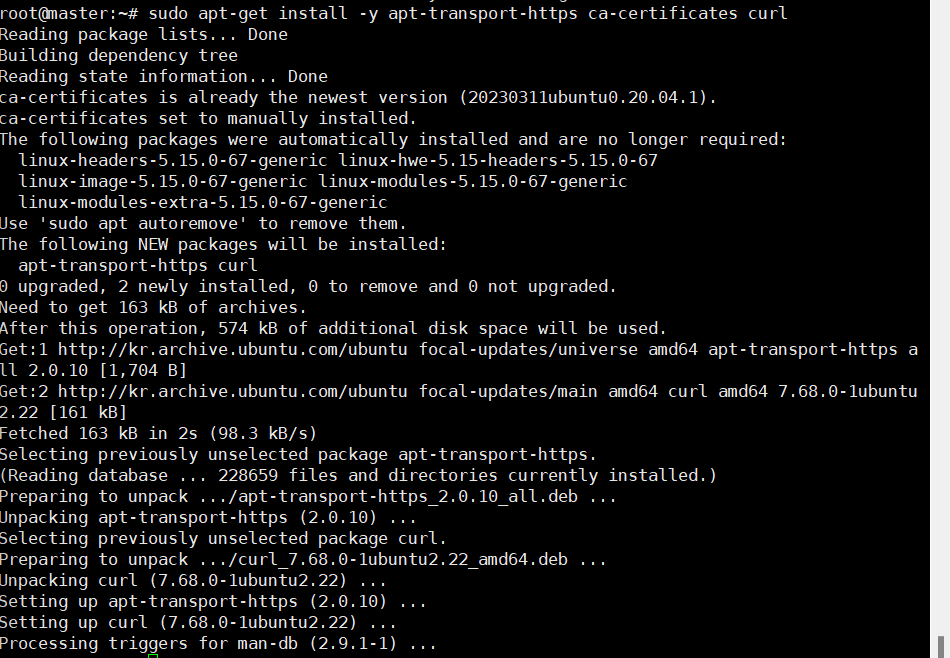 root@master:~# sudo apt-get install -y apt-transport-https ca-certificates curl
Reading package lists... Done
Building dependency tree
Reading state information... Done
ca-certificates is already the newest version (20230311ubuntu0.20.04.1).
ca-certificates set to manually installed.
The following packages were automatically installed and are no longer required:
  linux-headers-5.15.0-67-generic linux-hwe-5.15-headers-5.15.0-67
  linux-image-5.15.0-67-generic linux-modules-5.15.0-67-generic
  linux-modules-extra-5.15.0-67-generic
Use 'sudo apt autoremove' to remove them.
The following NEW packages will be installed:
  apt-transport-https curl
0 upgraded, 2 newly installed, 0 to remove and 0 not upgraded.
Need to get 163 kB of archives.
After this operation, 574 kB of additional disk space will be used.
Get:1 http://kr.archive.ubuntu.com/ubuntu focal-updates/universe amd64 apt-transport-https a
ll 2.0.10 [1,704 B]
Get:2 http://kr.archive.ubuntu.com/ubuntu focal-updates/main amd64 curl amd64 7.68.0-1ubuntu
2.22 [161 kB]
Fetched 163 kB in 2s (98.3 kB/s)
Selecting previously unselected package apt-transport-https.
(Reading database ... 228659 files and directories currently installed.)
Preparing to unpack .../apt-transport-https_2.0.10_all.deb ...
Unpacking apt-transport-https (2.0.10) ...
Selecting previously unselected package curl.
Preparing to unpack .../curl_7.68.0-1ubuntu2.22_amd64.deb ...
Unpacking curl (7.68.0-1ubuntu2.22) ...
Setting up apt-transport-https (2.0.10) ...
Setting up curl (7.68.0-1ubuntu2.22) ...
Processing triggers for man-db (2.9.1-1) ...